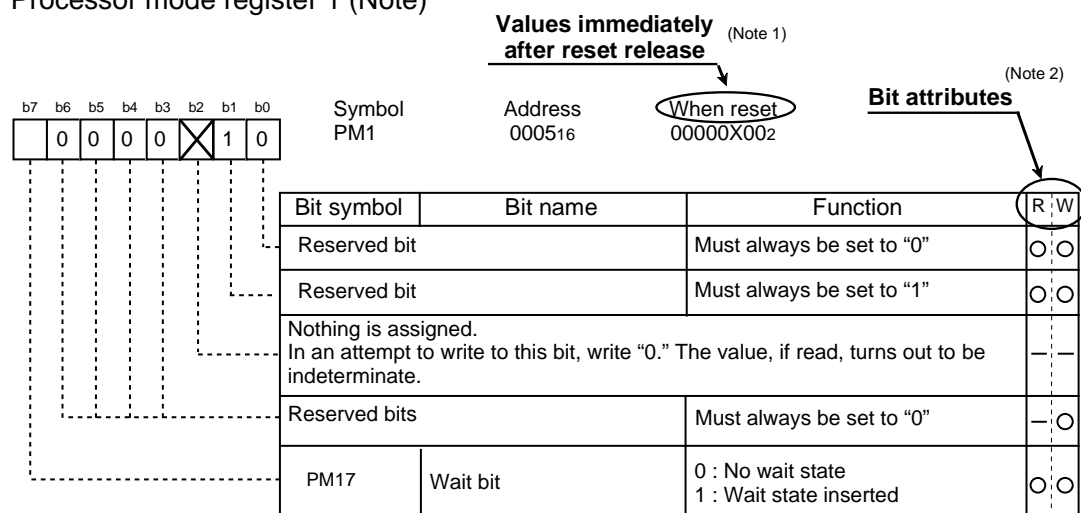 Processor mode register 1 (Note)
Values immediately
after reset release
(Note 1)
(Note 2)
Bit attributes
b7 b6 b5 b4 b3 b2 b1 b0
Symbol Address When reset
PM1 000516 00000X002
0 0 0 0 1 0
Bit symbol Bit name Function R W
Reserved bit Must always be set to “0”
Reserved bit Must always be set to “1”
Nothing is assigned.
In an attempt to write to this bit, write “0.” The value, if read, turns out to be
indeterminate.
Reserved bits Must always be set to “0”
PM17 Wait bit 0 : No wait state
1 : Wait state inserted